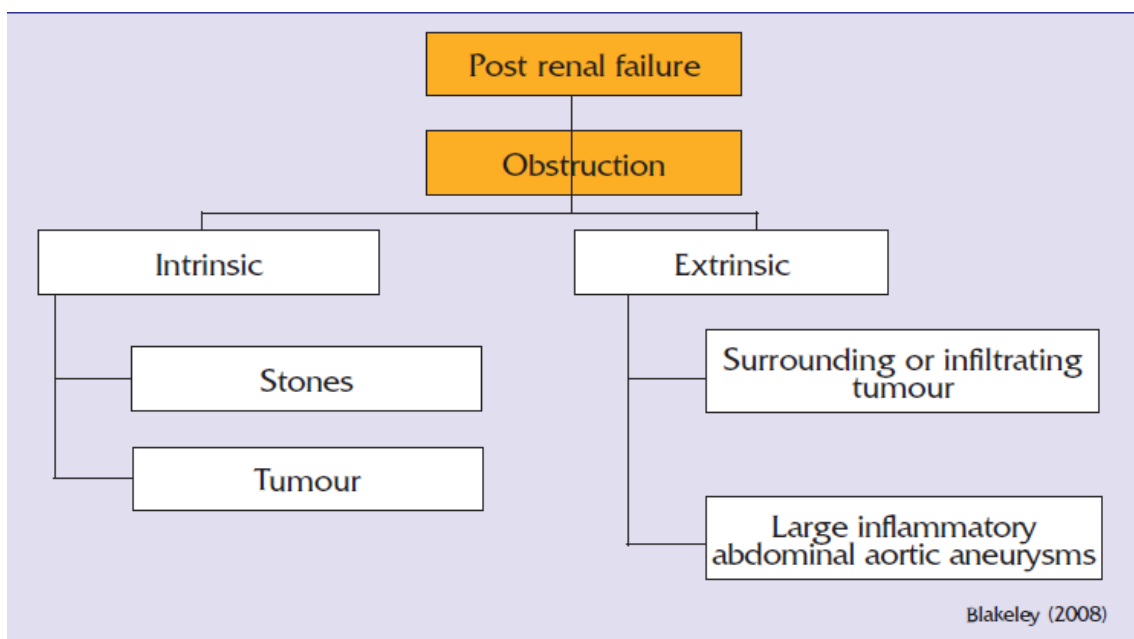 Post renal failure
Obstruction
Intrinsic
Extrinsic
Stones
Tumour
Surrounding or infiltrating
tumour
Large inflammatory
abdominal aortic aneurysms
Blakeley (2008)